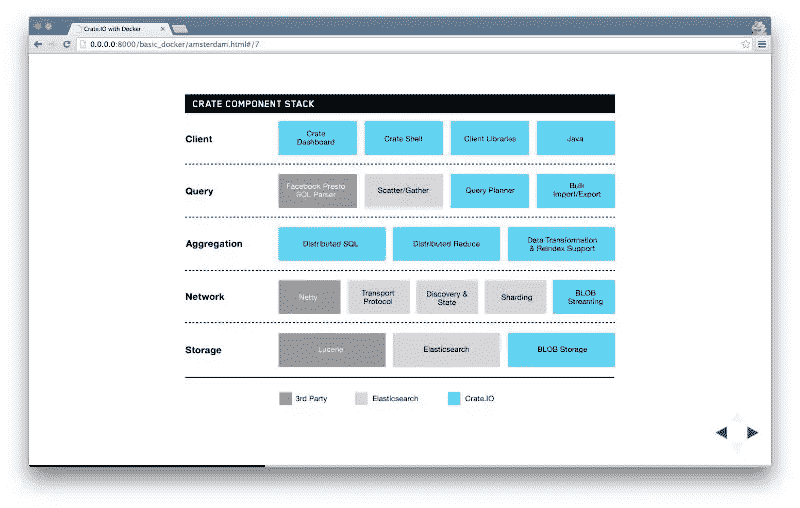 Crate.IO with Docker
0.0.0.0:8000/basic_docker/amsterdam.html#/7
CRATE COMPONENT STACK
Client
Crate
Dashboard
Crate Shell
Client Libraries
Java
Query
Facebook Presto
SQL Parser
Scatter/Gather
Query Planner
Bulk
Import/Export
Aggregation
Distributed SQL
Distributed Reduce
Data Transformation
& Reindex Support
Network
Netty
Transport
Protocol
Discovery &
State
Sharding
BLOB
Streaming
Storage
Lucene
Elasticsearch
BLOB Storage
3rd Party
Elasticsearch
Crate.IO